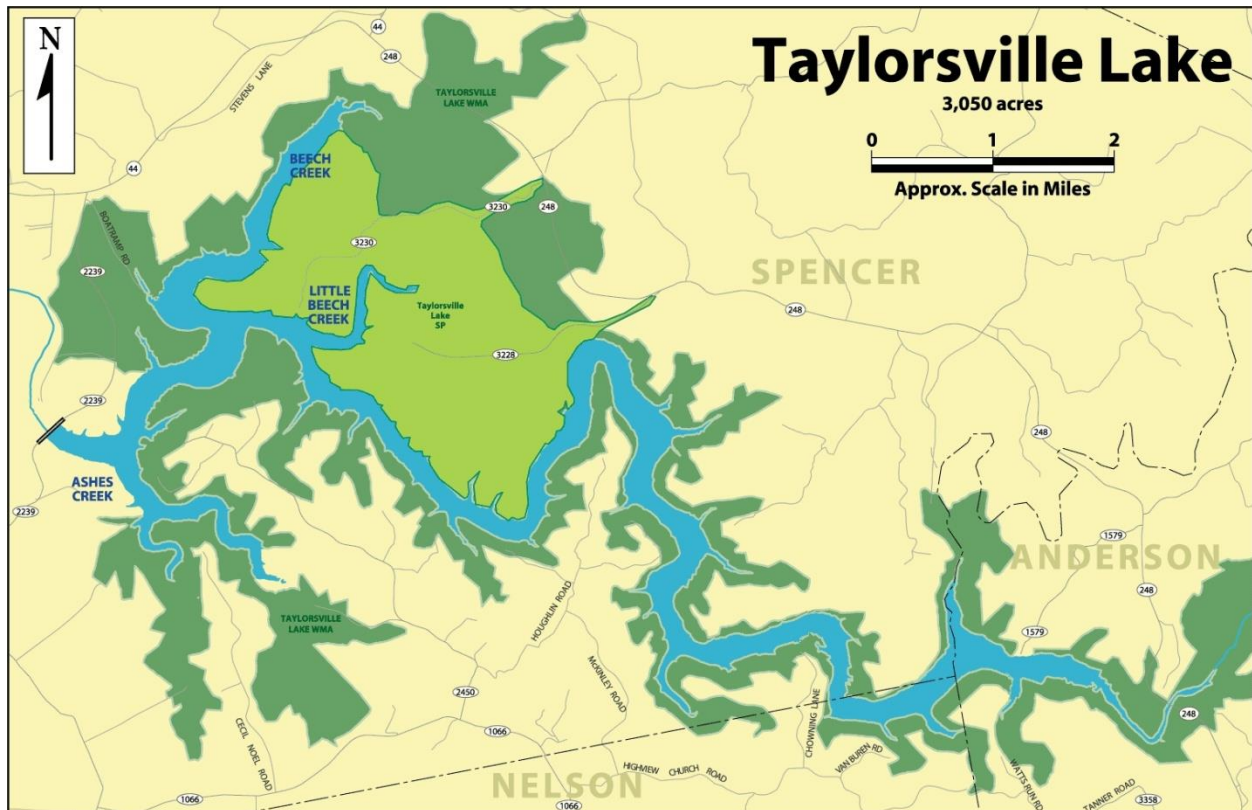 N
Taylorsville Lake
3,050 acres
0 1 2
Approx. Scale in Miles
44
248
STEVENS LANE
TAYLORSVILLE
LAKE WMA
44
BEECH
CREEK
3230
248
3230
BOATRAMP RD
2239
SPENCER
LITTLE
BEECH
CREEK
Taylorsville
Lake
SP
248
3228
2239
248
ASHES
CREEK
2239
1579
ANDERSON
248
HOUGHLIN ROAD
TAYLORSVILLE
LAKE WMA
1579
MCKINLEY ROAD
2450
CHOWNING LANE
248
CECIL NOEL ROAD
1066
VAN BUREN RD
HIGHVIEW CHURCH ROAD
WATTS RUN RD
NELSON
TANNER ROAD
1066
1066
3358